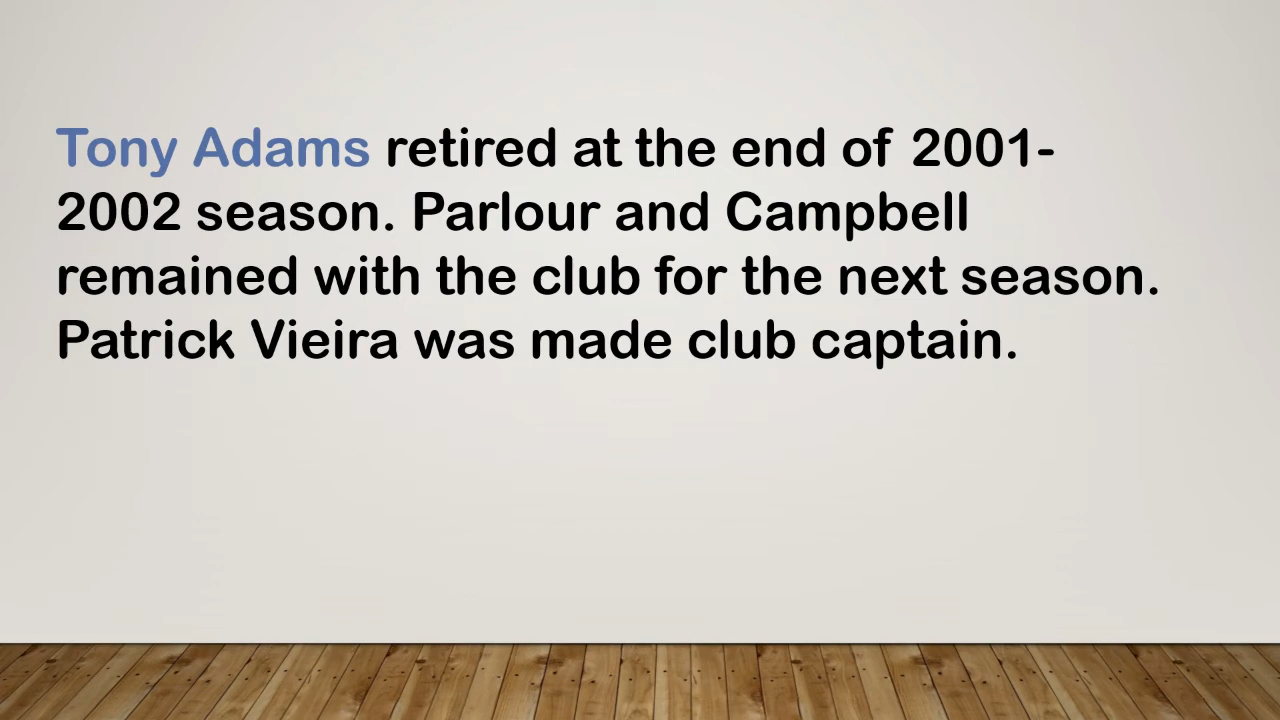 Tony Adams retired at the end of 2001-
2002 season. Parlour and Campbell
remained with the club for the next season.
Patrick Vieira was made club captain.